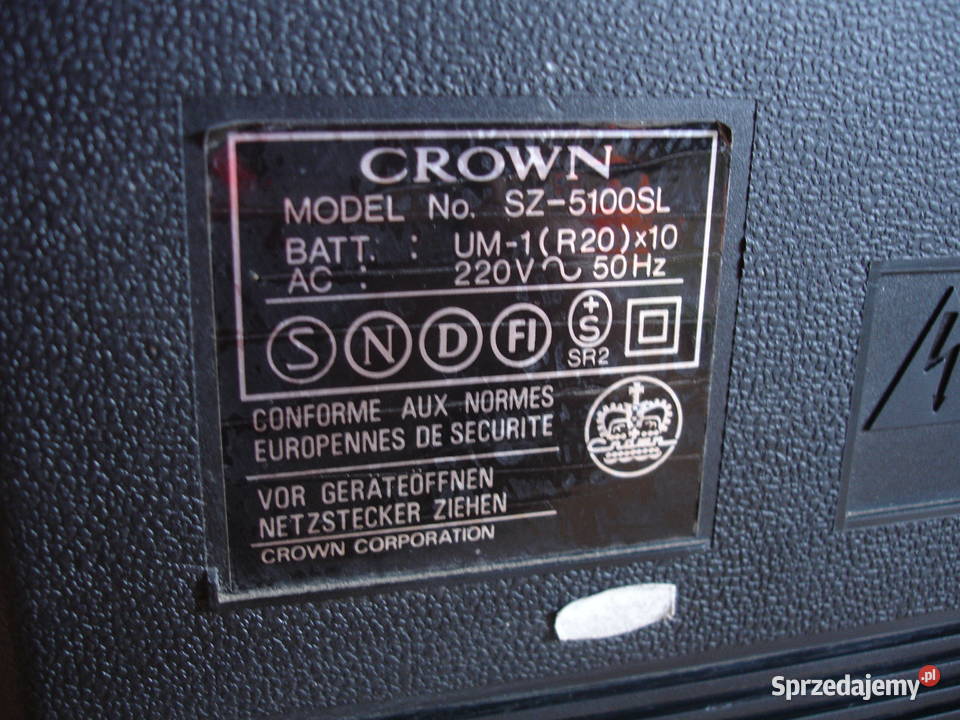 CROWN
MODEL No. SZ-5100SL
BATT. : UM-1(R20)x10
AC : 220V~ 50Hz
S N D FI +S
SR2
CONFORME AUX NORMES
EUROPENNES DE SECURITE
Crown
VOR GERÄTEÖFFNEN
NETZSTECKER ZIEHEN
CROWN CORPORATION
Sprzedajemy.pl